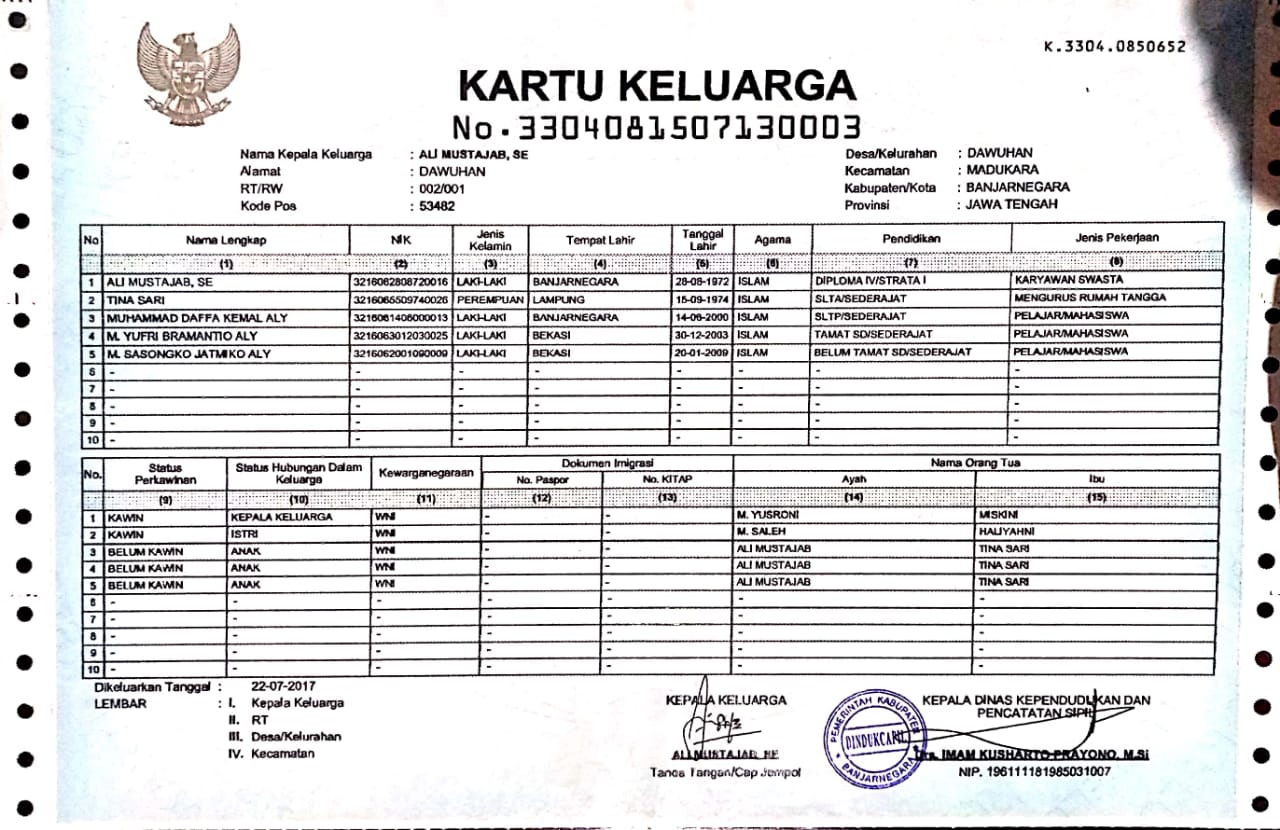 K.3304.0850652
KARTU KELUARGA
No.3304081507130003
Nama Kepala Keluarga : ALI MUSTAJAB, SE
Alamat : DAWUHAN
RT/RW : 002/001
Kode Pos : 53482
Desa/Kelurahan : DAWUHAN
Kecamatan : MADUKARA
Kabupaten/Kota : BANJARNEGARA
Provinsi : JAWA TENGAH
No Nama Lengkap NIK Jenis Kelamin Tempat Lahir Tanggal Lahir Agama Pendidikan Jenis Pekerjaan
(1) (2) (3) (4) (5) (6) (7) (8)
1 ALI MUSTAJAB, SE 3216062808720016 LAKI-LAKI BANJARNEGARA 28-08-1972 ISLAM DIPLOMA IV/STRATA I KARYAWAN SWASTA
2 TINA SARI 3216065509740026 PEREMPUAN LAMPUNG 15-09-1974 ISLAM SLTA/SEDERAJAT MENGURUS RUMAH TANGGA
3 MUHAMMAD DAFFA KEMAL ALY 3216061406000013 LAKI-LAKI BANJARNEGARA 14-06-2000 ISLAM SLTP/SEDERAJAT PELAJAR/MAHASISWA
4 M. YUFRI BRAMANTIO ALY 3216063012030025 LAKI-LAKI BEKASI 30-12-2003 ISLAM TAMAT SD/SEDERAJAT PELAJAR/MAHASISWA
5 M. SASONGKO JATMIKO ALY 3216062001090009 LAKI-LAKI BEKASI 20-01-2009 ISLAM BELUM TAMAT SD/SEDERAJAT PELAJAR/MAHASISWA
6 - - - - - - - -
7 - - - - - - - -
8 - - - - - - - -
9 - - - - - - - -
10 - - - - - - - -
No. Status Perkawinan Status Hubungan Dalam Keluarga Kewarganegaraan Dokumen Imigrasi Nama Orang Tua
No. Paspor No. KITAP Ayah Ibu
(9) (10) (11) (12) (13) (14) (15)
1 KAWIN KEPALA KELUARGA WNI - - M. YUSRONI MISKINI
2 KAWIN ISTRI WNI - - M. SALEH HALIYAHNI
3 BELUM KAWIN ANAK WNI - - ALI MUSTAJAB TINA SARI
4 BELUM KAWIN ANAK WNI - - ALI MUSTAJAB TINA SARI
5 BELUM KAWIN ANAK WNI - - ALI MUSTAJAB TINA SARI
6 - - - - - - -
7 - - - - - - -
8 - - - - - - -
9 - - - - - - -
10 - - - - - - -
Dikeluarkan Tanggal : 22-07-2017
LEMBAR : I. Kepala Keluarga
II. RT
III. Desa/Kelurahan
IV. Kecamatan
KEPALA KELUARGA
ALI MUSTAJAB, SE
Tanda Tangan/Cap Jempol
PEMERINTAH KABUPATEN
DINDUKCAPIL
BANJARNEGARA
KEPALA DINAS KEPENDUDUKAN DAN
PENCATATAN SIPIL
Drs. IMAM KUSHARTO PRAYONO, M.Si
NIP. 196111181985031007